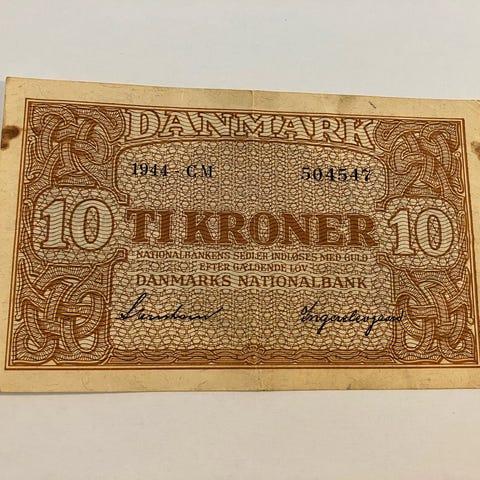 DANMARK
1944 - CM 504547
10 TI KRONER 10
NATIONALBANKENS SEDLER INDLØSES MED GULD
EFTER GÆLDENDE LOV
DANMARKS NATIONALBANK